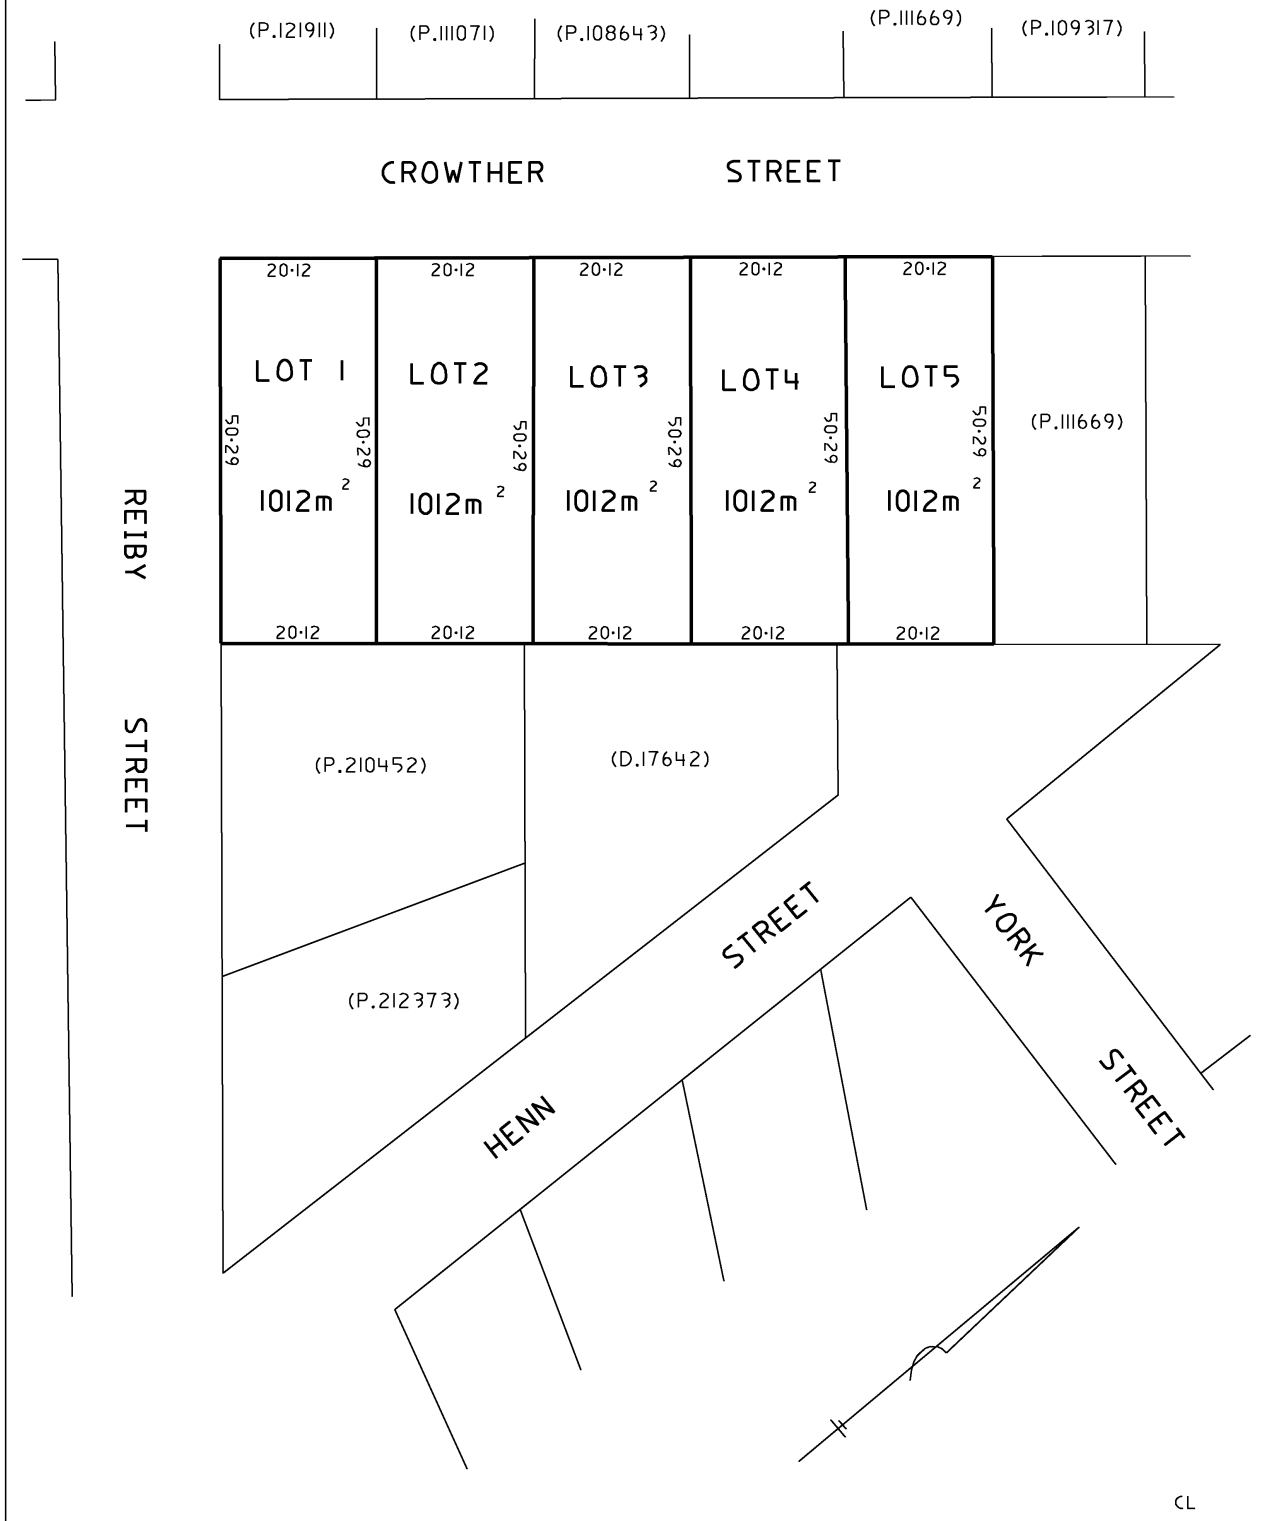 (P.121911) (P.111071) (P.108643) (P.111669) (P.109317)
CROWTHER STREET
20·12 20·12 20·12 20·12 20·12
LOT 1 LOT2 LOT3 LOT4 LOT5
50·29 50·29 50·29 50·29 50·29 50·29
(P.111669)
1012m² 1012m² 1012m² 1012m² 1012m²
REIBY STREET
20·12 20·12 20·12 20·12 20·12
(P.210452) (D.17642)
(P.212373)
HENN STREET
YORK STREET
CL